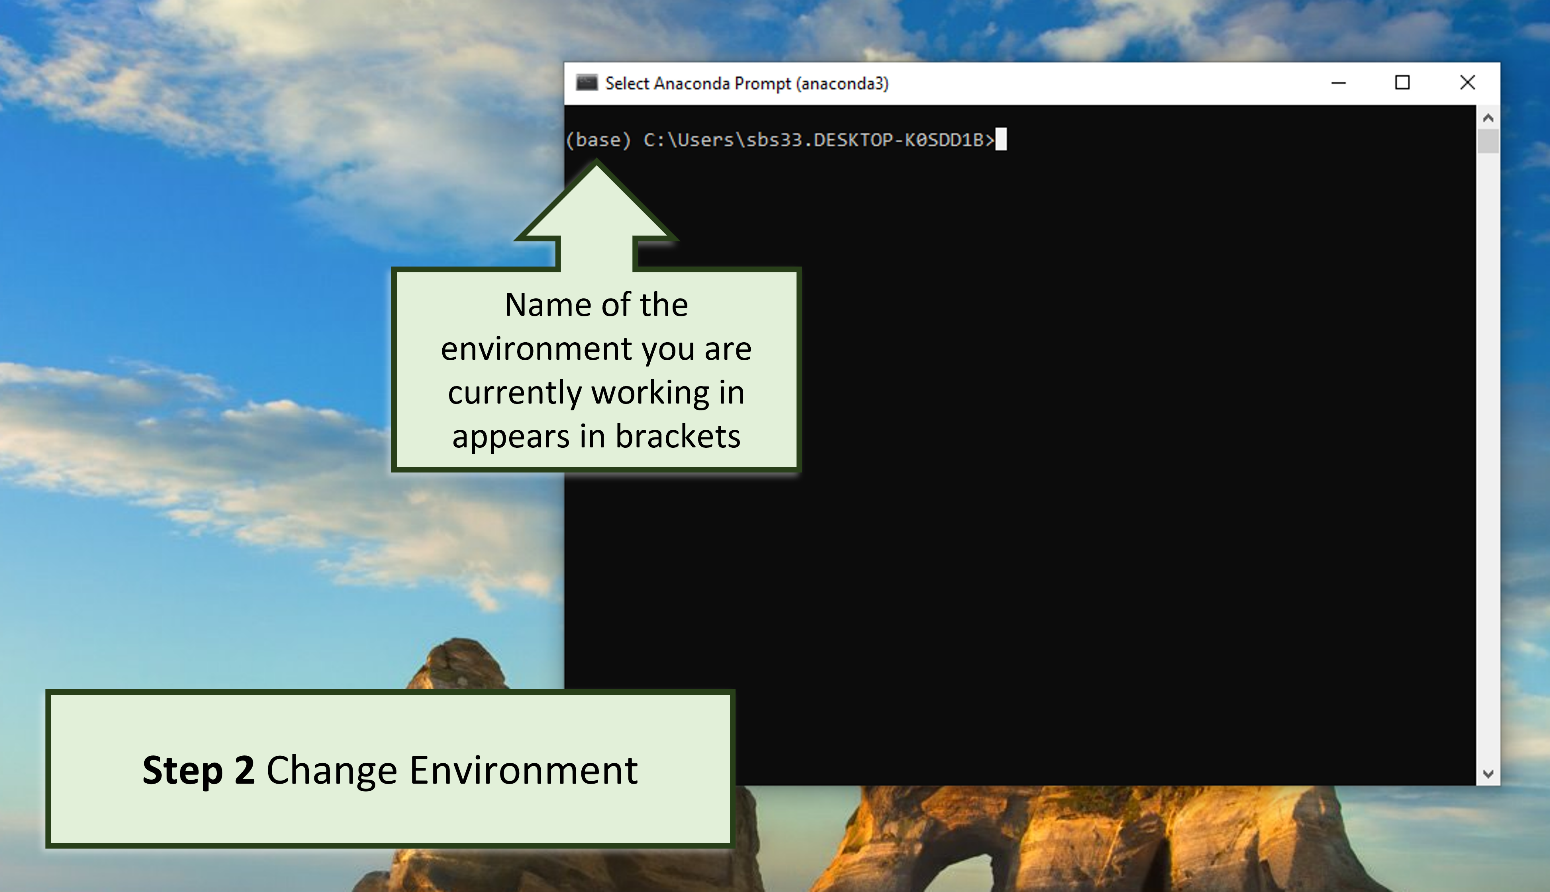 Select Anaconda Prompt (anaconda3)
(base) C:\Users\sbs33.DESKTOP-K0SDD1B>
Name of the
environment you are
currently working in
appears in brackets
Step 2 Change Environment